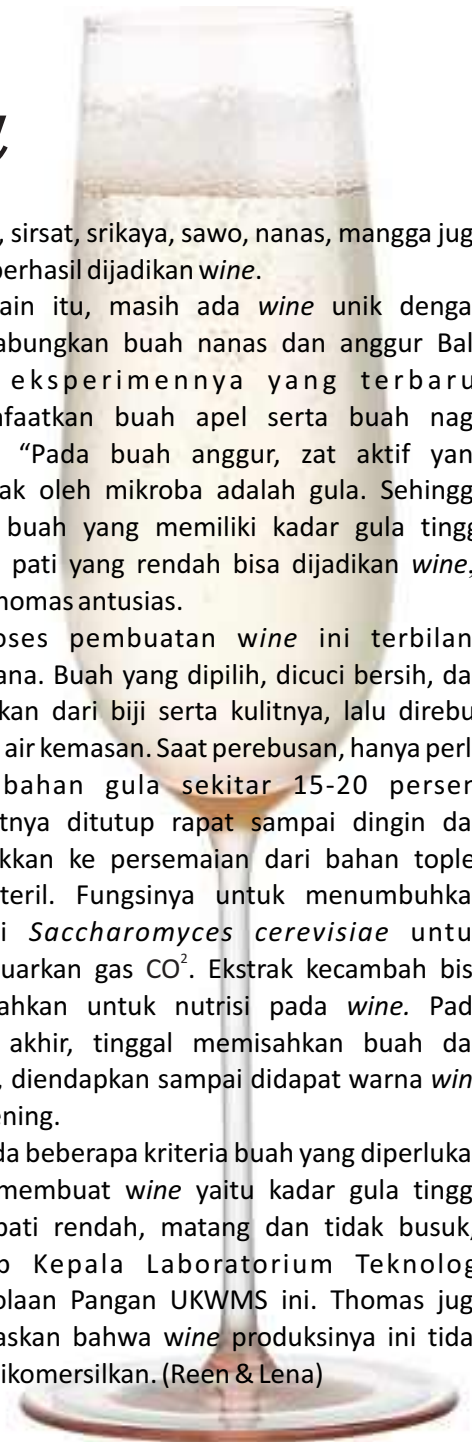 , sirsat, srikaya, sawo, nanas, mangga jug
berhasil dijadikan wine.
ain itu, masih ada wine unik denga
abungkan buah nanas dan anggur Bal
eksperimennya yang terbaru
faatkan buah apel serta buah nag
“Pada buah anggur, zat aktif yan
ak oleh mikroba adalah gula. Sehingg
buah yang memiliki kadar gula tingg
pati yang rendah bisa dijadikan wine,
homas antusias.
oses pembuatan wine ini terbilan
ana. Buah yang dipilih, dicuci bersih, da
kan dari biji serta kulitnya, lalu direbu
air kemasan. Saat perebusan, hanya perl
bahan gula sekitar 15-20 persen
tnya ditutup rapat sampai dingin da
kkan ke persemaian dari bahan tople
teril. Fungsinya untuk menumbuhka
i Saccharomyces cerevisiae untu
uarkan gas CO². Ekstrak kecambah bis
ahkan untuk nutrisi pada wine. Pad
akhir, tinggal memisahkan buah da
, diendapkan sampai didapat warna win
ening.
da beberapa kriteria buah yang diperluka
membuat wine yaitu kadar gula tingg
pati rendah, matang dan tidak busuk,
p Kepala Laboratorium Teknolog
olaan Pangan UKWMS ini. Thomas jug
askan bahwa wine produksinya ini tida
ikomersilkan. (Reen & Lena)